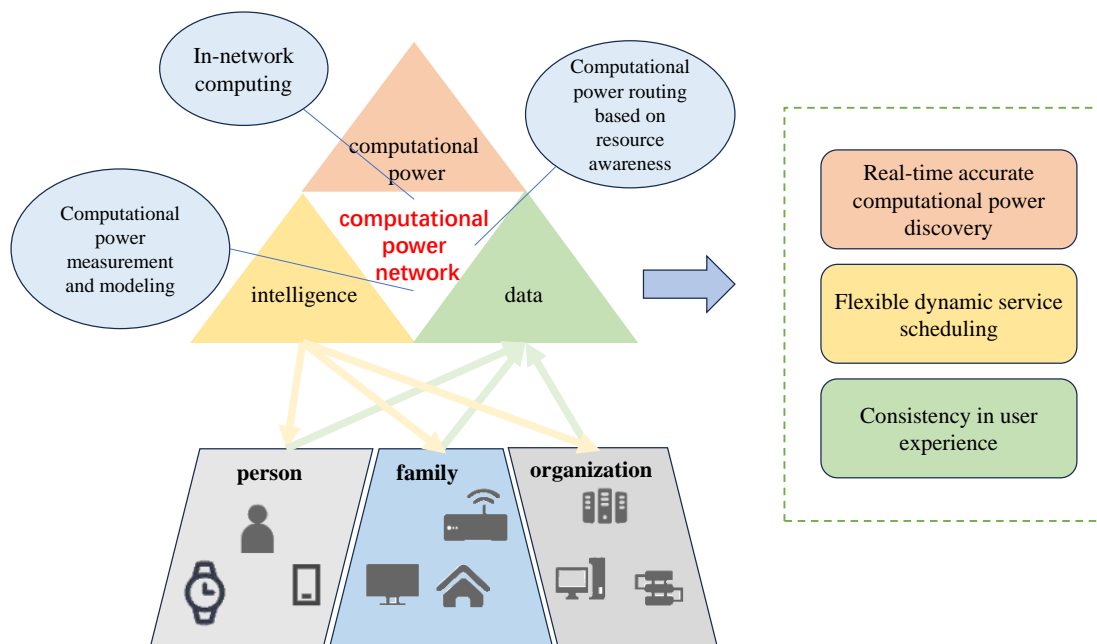 In-network
computing
Computational
power routing
based on
resource
awareness
computational
power
Computational
power
measurement
and modeling
computational
power
network
intelligence
data
Real-time accurate
computational power
discovery
Flexible dynamic service
scheduling
Consistency in user
experience
person
family
organization